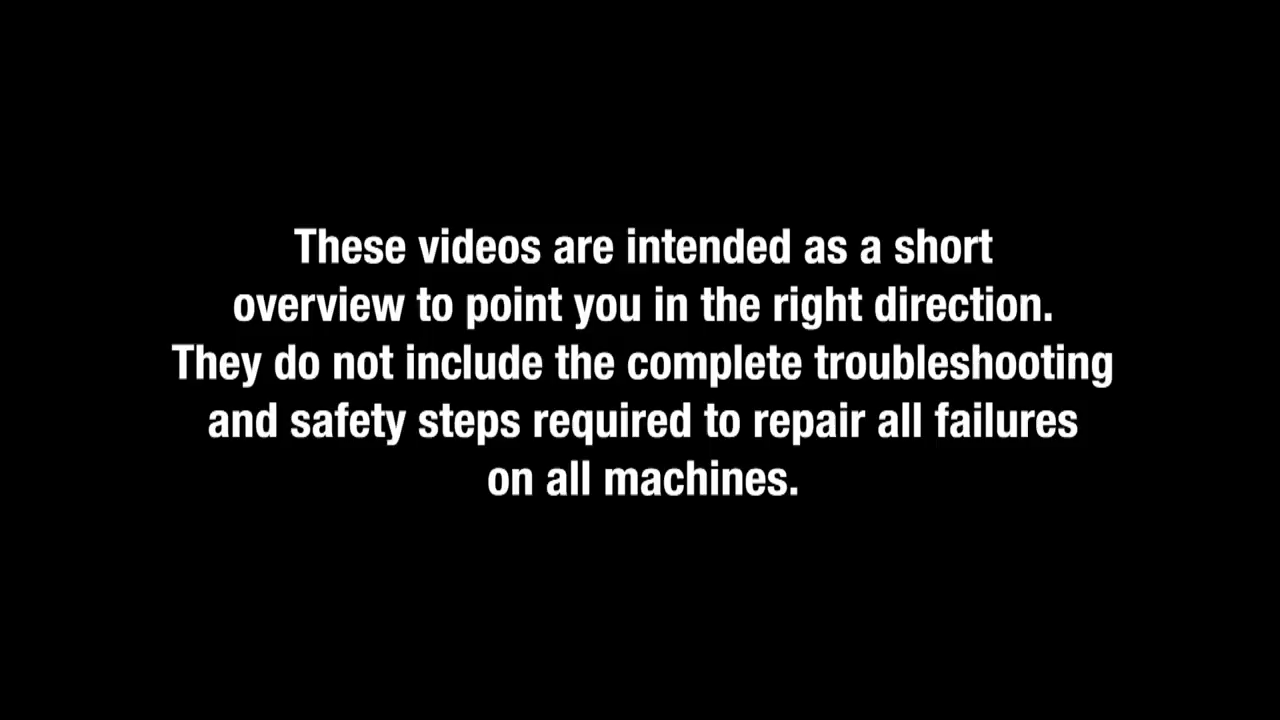 These videos are intended as a short
overview to point you in the right direction.
They do not include the complete troubleshooting
and safety steps required to repair all failures
on all machines.